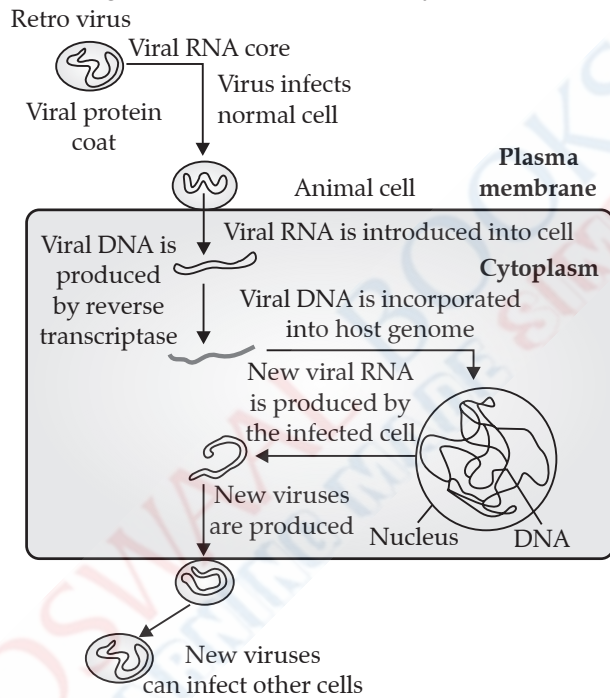 Retro virus
Viral RNA core
Viral protein
coat
Virus infects
normal cell
Plasma
membrane
Animal cell
Viral RNA is introduced into cell
Cytoplasm
Viral DNA is
produced
by reverse
transcriptase
Viral DNA is incorporated
into host genome
New viral RNA
is produced by
the infected cell
New viruses
are produced
Nucleus
DNA
New viruses
can infect other cells
OSWAAL BOOKS